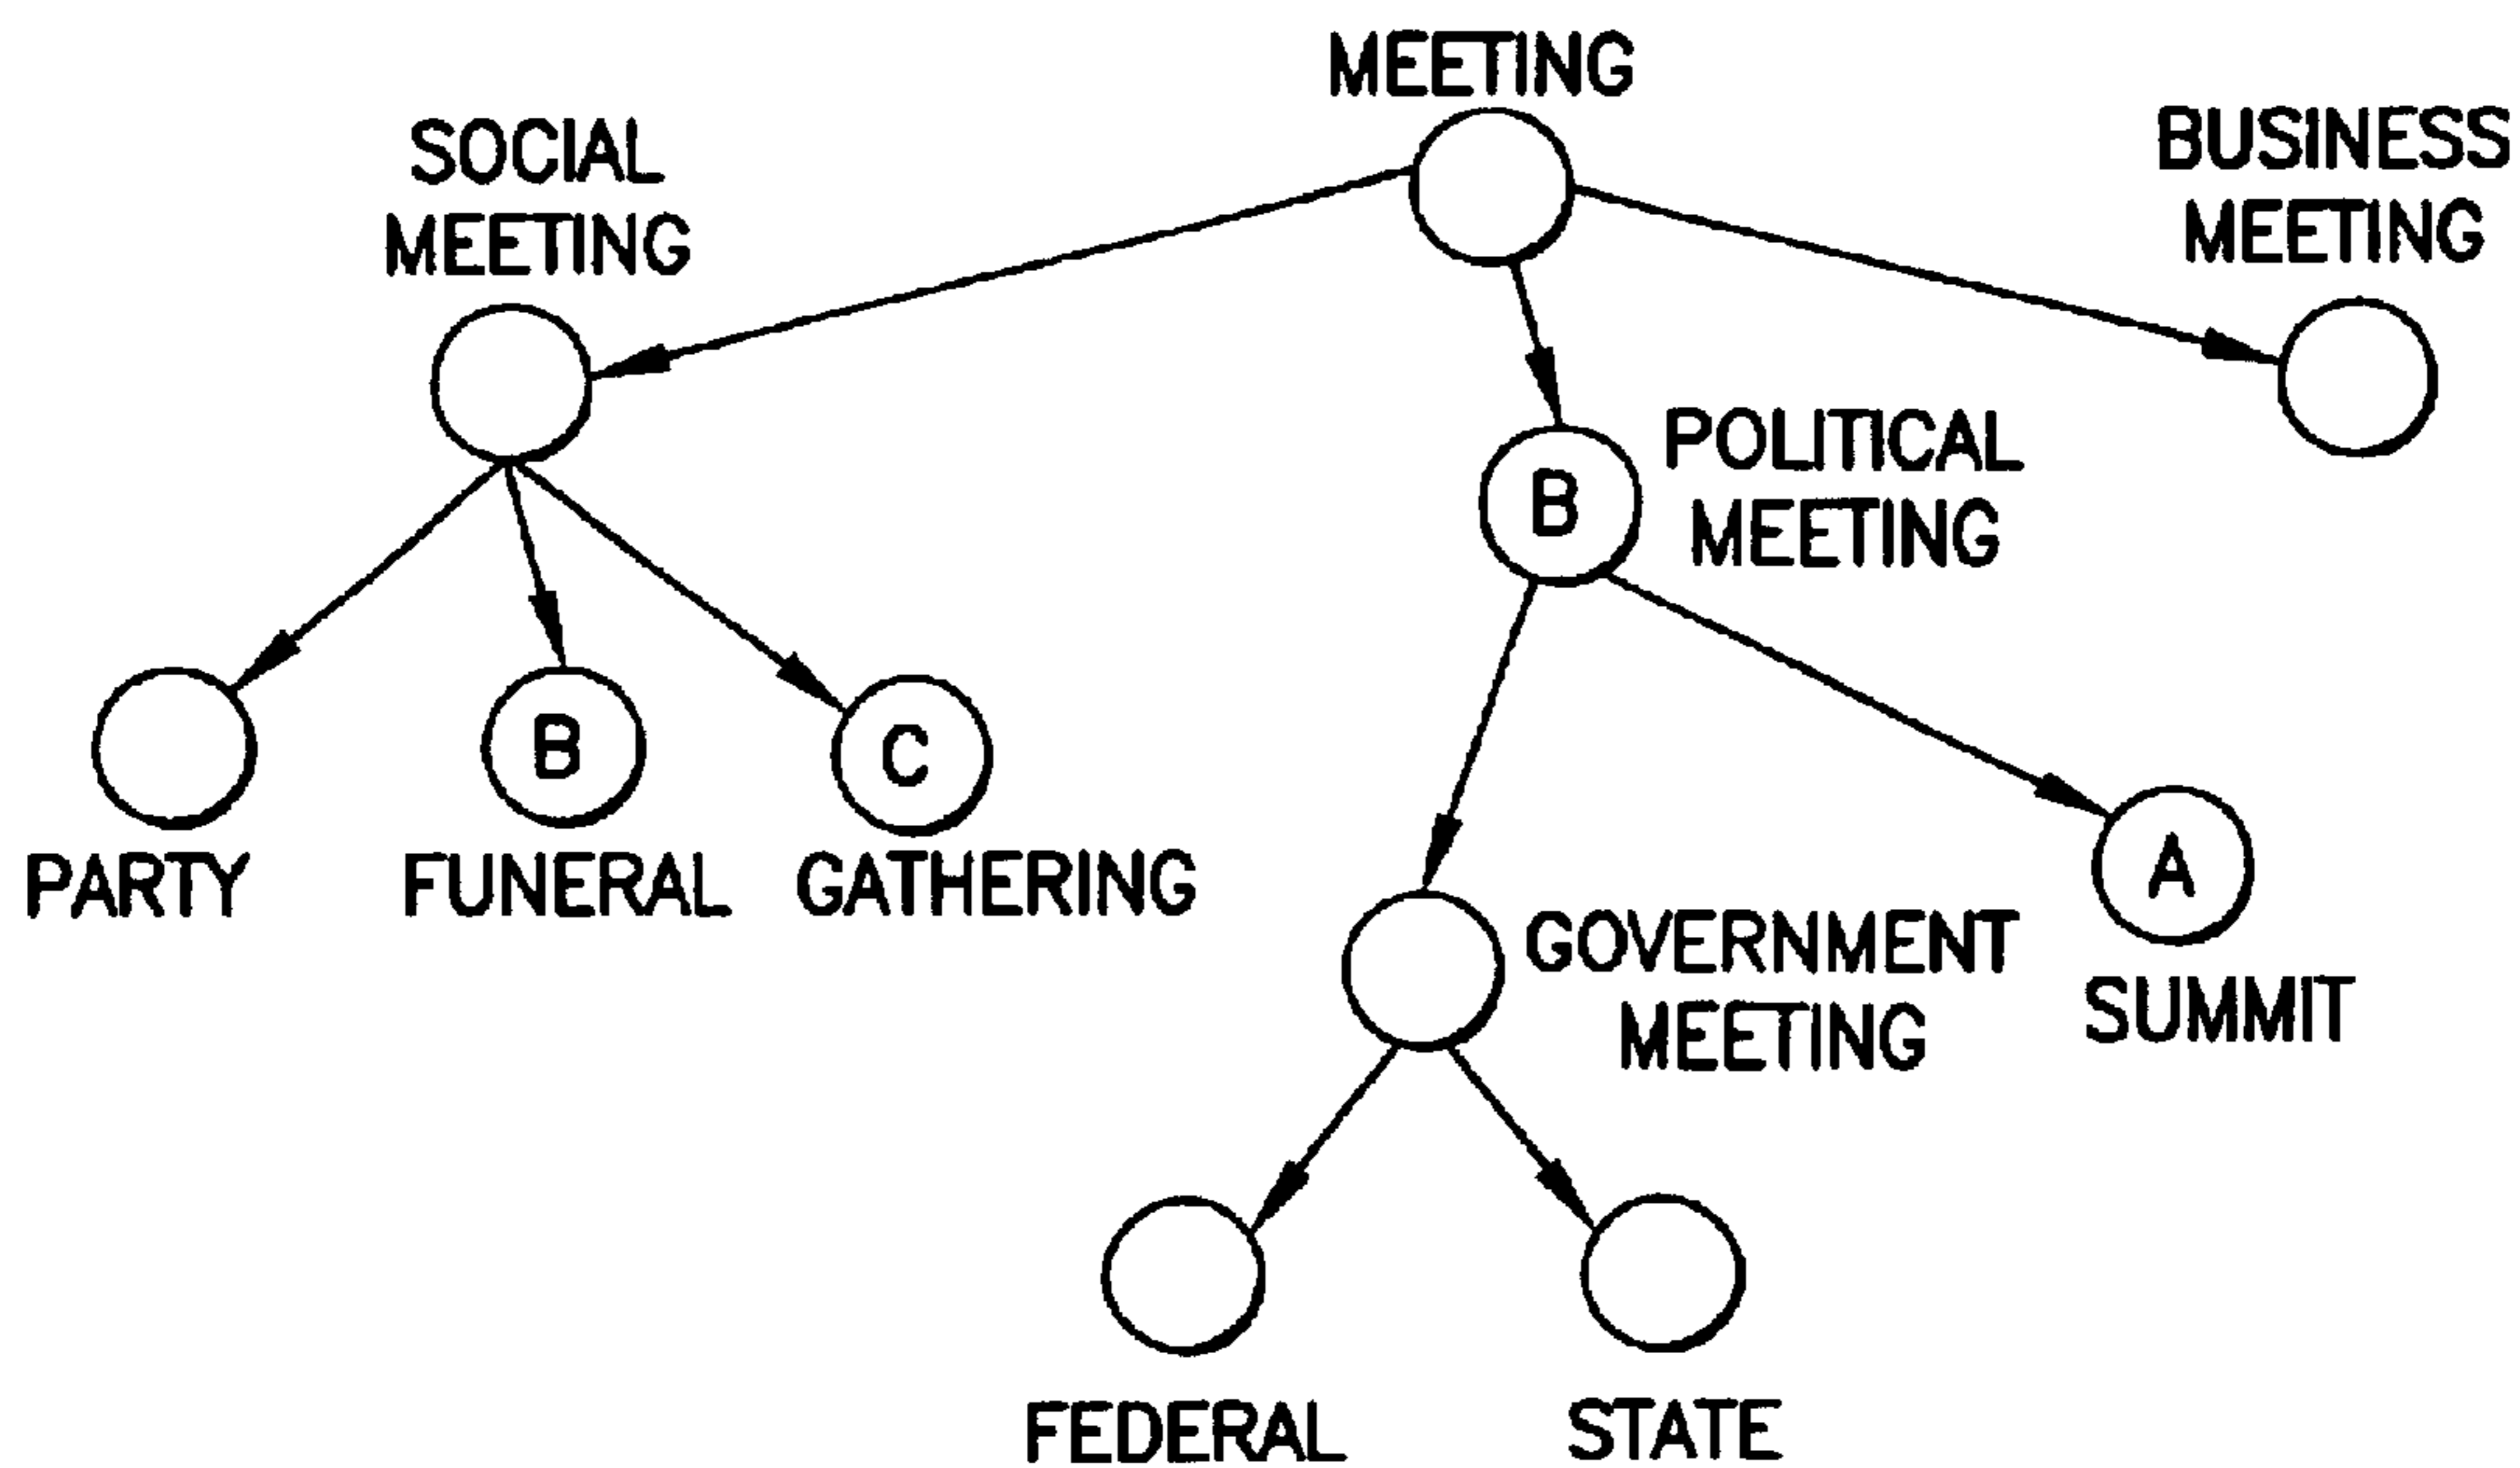 MEETING
SOCIAL
MEETING
BUSINESS
MEETING
B
POLITICAL
MEETING
B
C
PARTY
FUNERAL
GATHERING
A
SUMMIT
GOVERNMENT
MEETING
FEDERAL
STATE